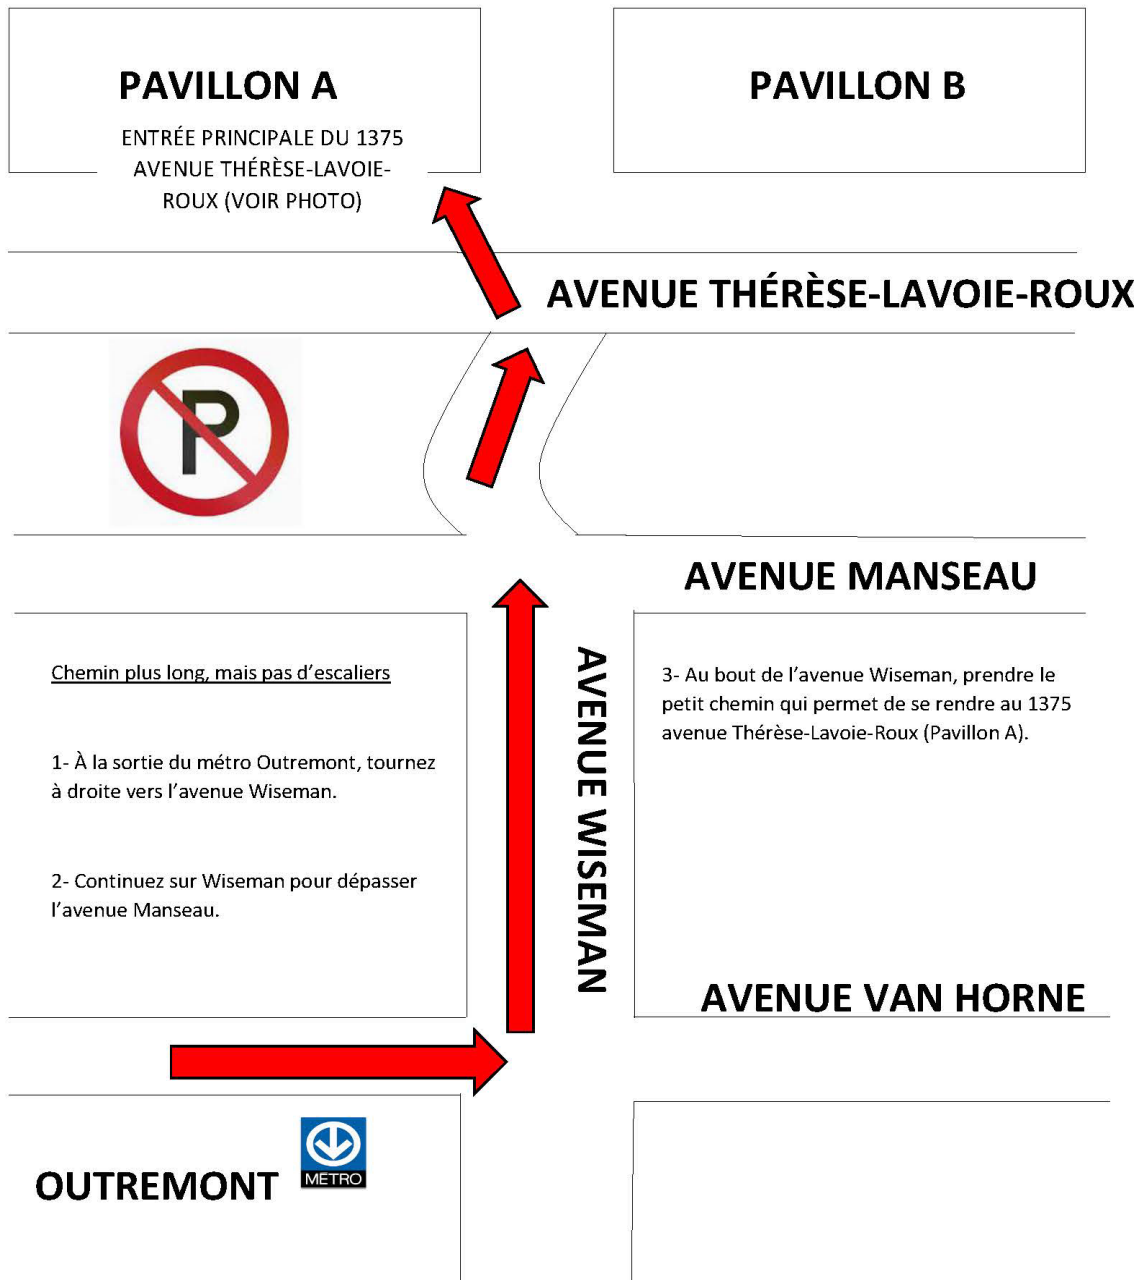 PAVILLON A
ENTRÉE PRINCIPALE DU 1375
AVENUE THÉRÈSE-LAVOIE-
ROUX (VOIR PHOTO)
PAVILLON B
AVENUE THÉRÈSE-LAVOIE-ROUX
P
AVENUE MANSEAU
Chemin plus long, mais pas d'escaliers
1- À la sortie du métro Outremont, tournez
à droite vers l'avenue Wiseman.
2- Continuez sur Wiseman pour dépasser
l'avenue Manseau.
AVENUE WISEMAN
3- Au bout de l'avenue Wiseman, prendre le
petit chemin qui permet de se rendre au 1375
avenue Thérèse-Lavoie-Roux (Pavillon A).
AVENUE VAN HORNE
OUTREMONT
MÉTRO